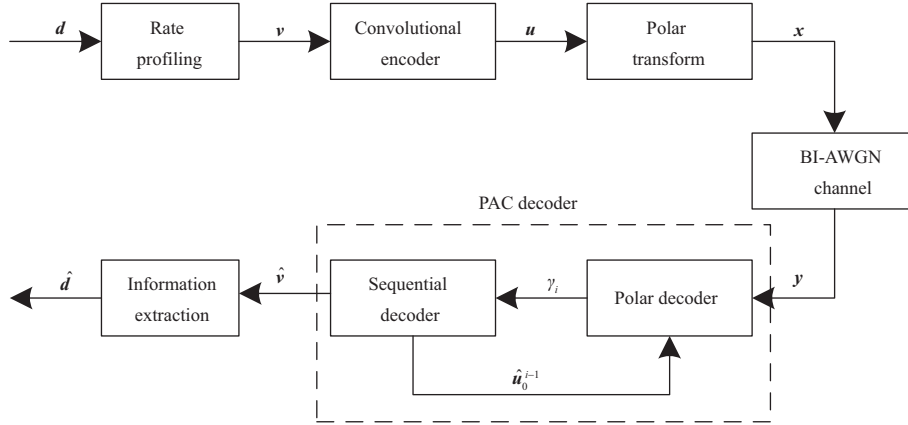 d
Rate
profiling
v
Convolutional
encoder
u
Polar
transform
x
BI-AWGN
channel
PAC decoder
d̂
Information
extraction
v̂
Sequential
decoder
γᵢ
Polar decoder
y
û₀ⁱ⁻¹